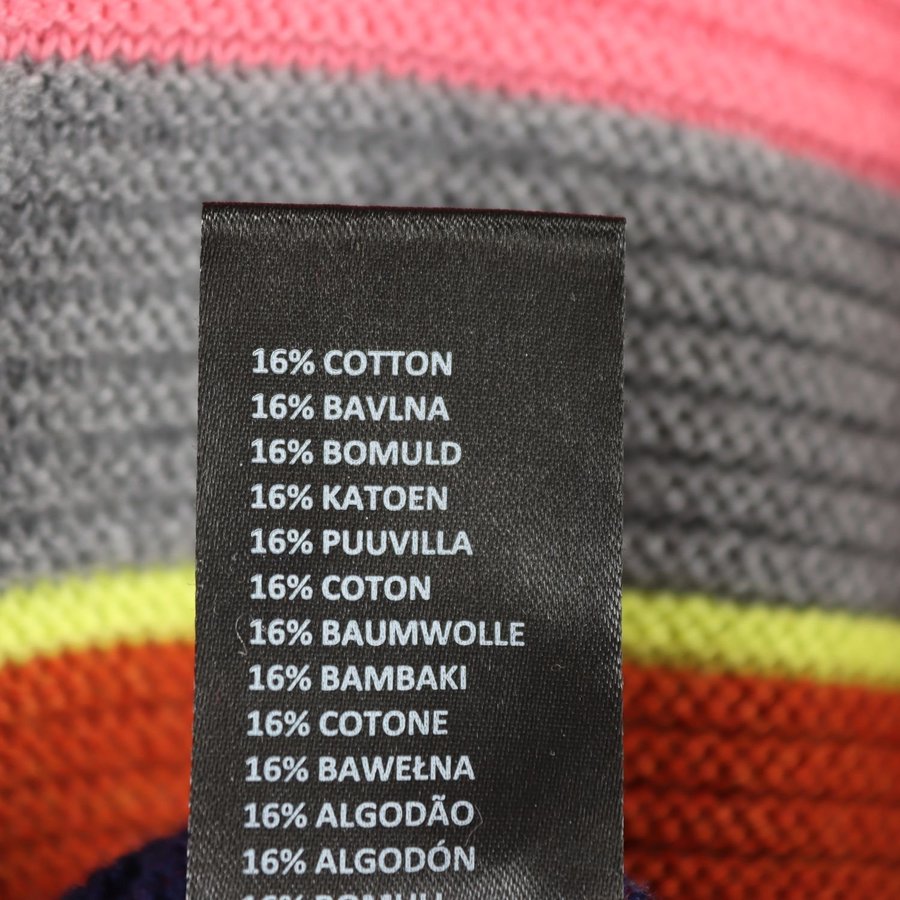 16% COTTON
16% BAVLNA
16% BOMULD
16% KATOEN
16% PUUVILLA
16% COTON
16% BAUMWOLLE
16% BAMBAKI
16% COTONE
16% BAWEŁNA
16% ALGODÃO
16% ALGODÓN